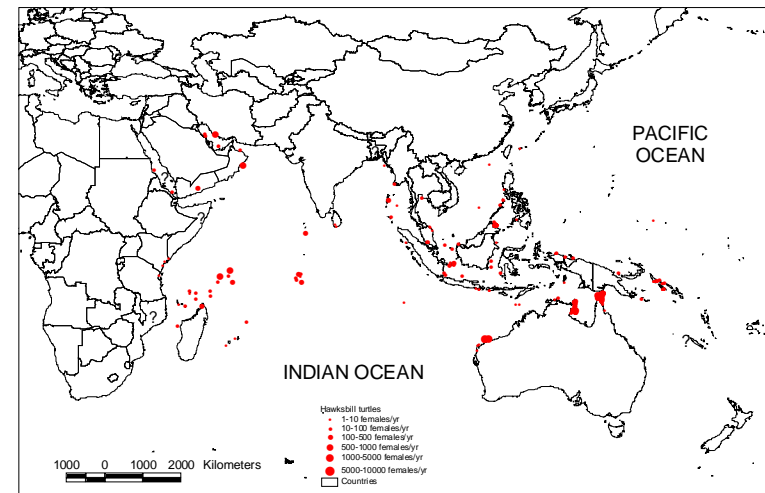 PACIFIC
OCEAN
?
?
?
INDIAN OCEAN
Hawksbill turtles
1-10 females/yr
10-100 females/yr
100-500 females/yr
500-1000 females/yr
1000-5000 females/yr
5000-10000 females/yr
Countries
1000 0 1000 2000 Kilometers